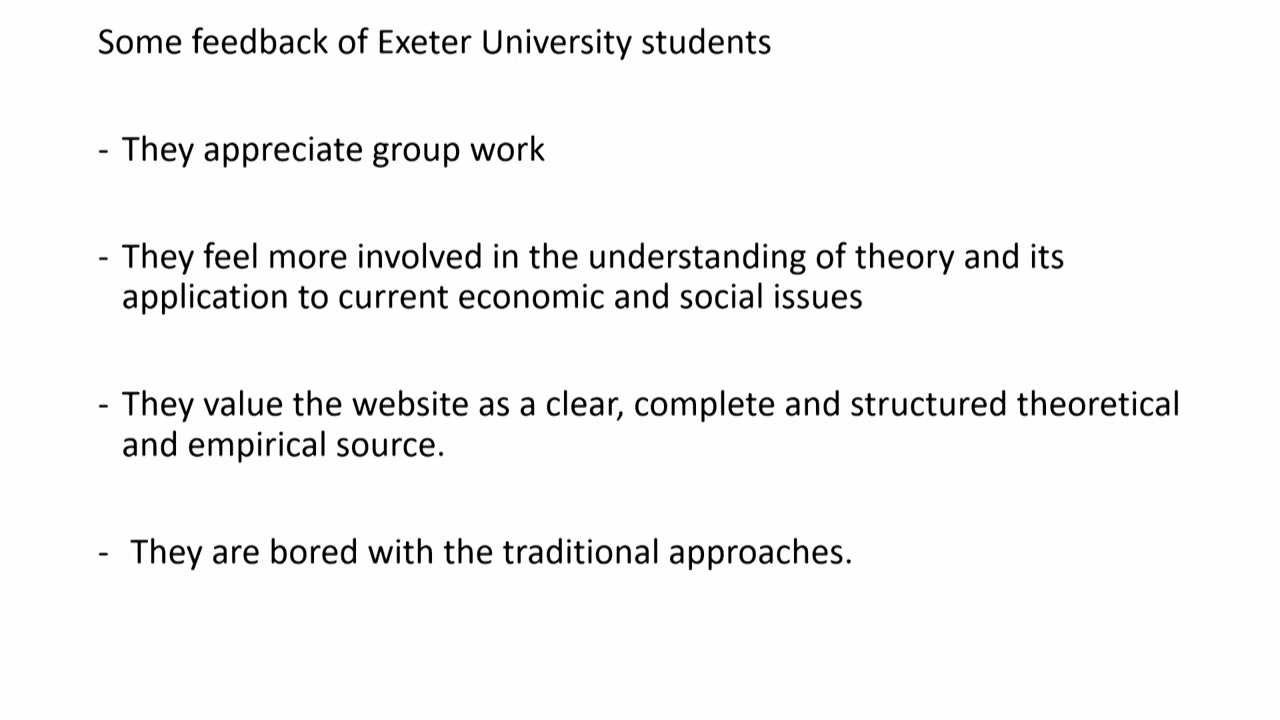 Some feedback of Exeter University students
- They appreciate group work
- They feel more involved in the understanding of theory and its
application to current economic and social issues
- They value the website as a clear, complete and structured theoretical
and empirical source.
- They are bored with the traditional approaches.